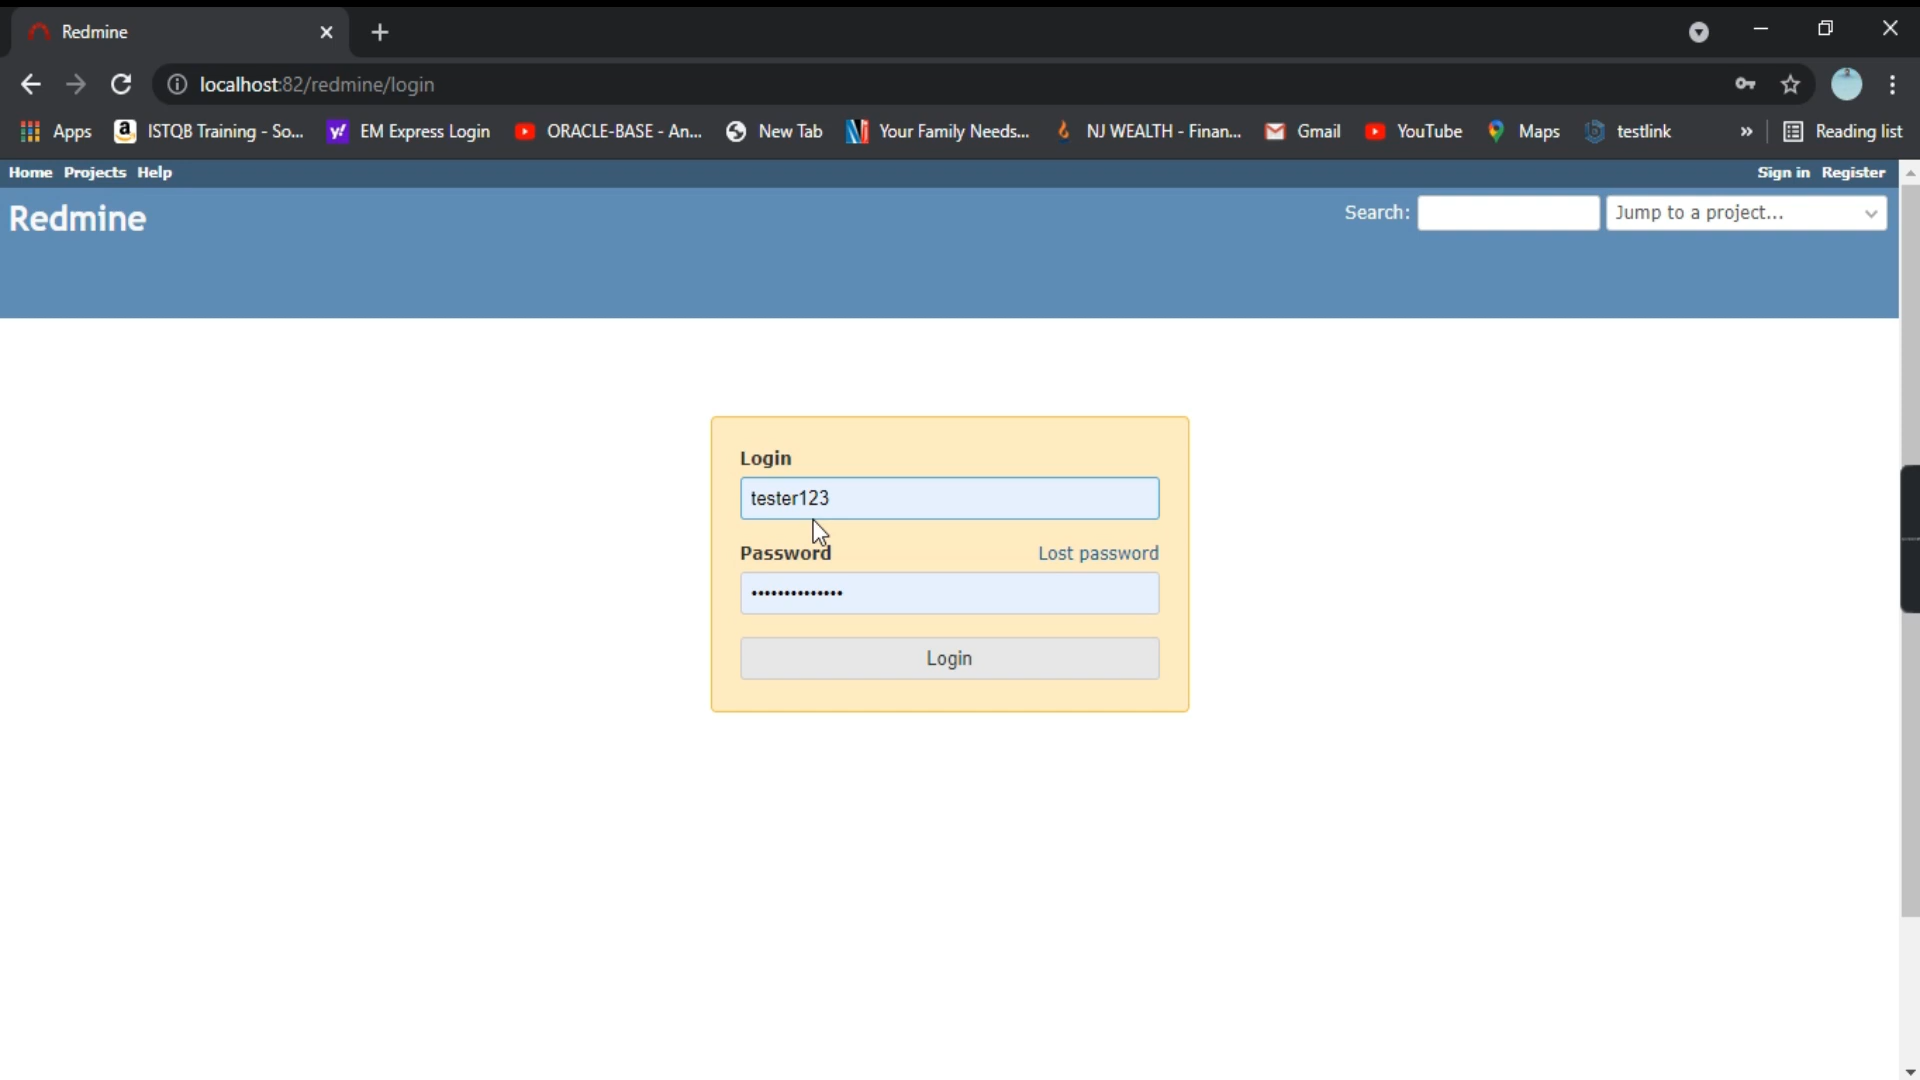 Redmine
localhost:82/redmine/login
Apps ISTQB Training - So... EM Express Login ORACLE-BASE - An... New Tab Your Family Needs... NJ WEALTH - Finan... Gmail YouTube Maps testlink » Reading list
Home Projects Help Sign in Register
Redmine Search: Jump to a project...
Login
tester123
Password Lost password
••••••••••••••
Login